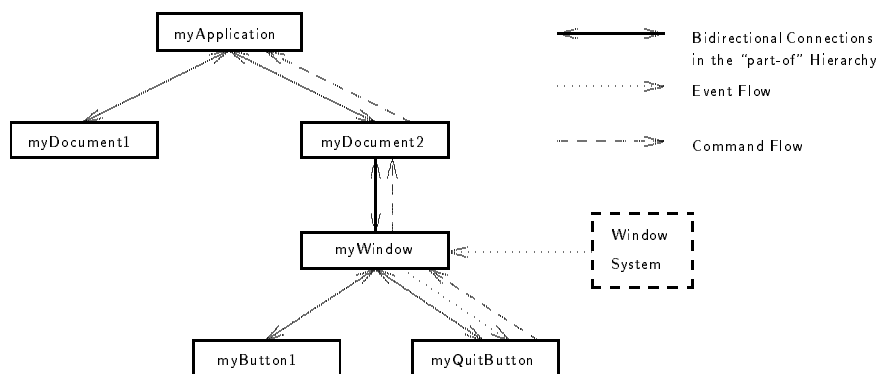 myApplication
Bidirectional Connections
in the "part-of" Hierarchy
Event Flow
myDocument1
myDocument2
Command Flow
Window
System
myWindow
myButton1
myQuitButton